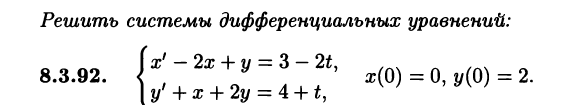 Решить системы дифференциальных уравнений:
8.3.92. { x′ − 2x + y = 3 − 2t,
y′ + x + 2y = 4 + t, x(0) = 0, y(0) = 2.